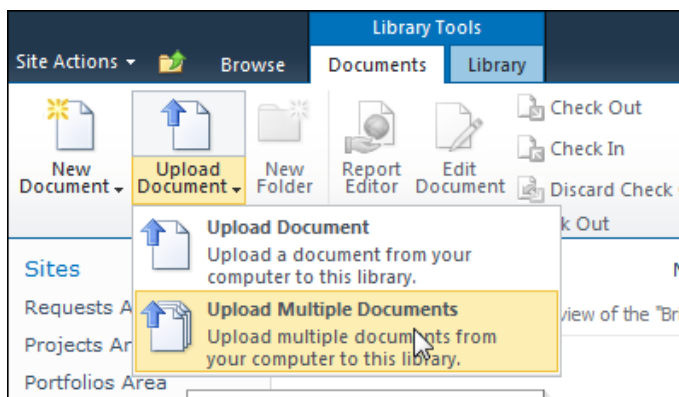 Library Tools
Site Actions
Browse
Documents
Library
New
Document
Upload
Document
New
Folder
Report
Editor
Edit
Document
Check Out
Check In
Discard Check
k Out
Upload Document
Upload a document from your
computer to this library.
Upload Multiple Documents
Upload multiple documents from
your computer to this library.
Sites
Requests A
Projects Ar
Portfolios Area
view of the "Bri